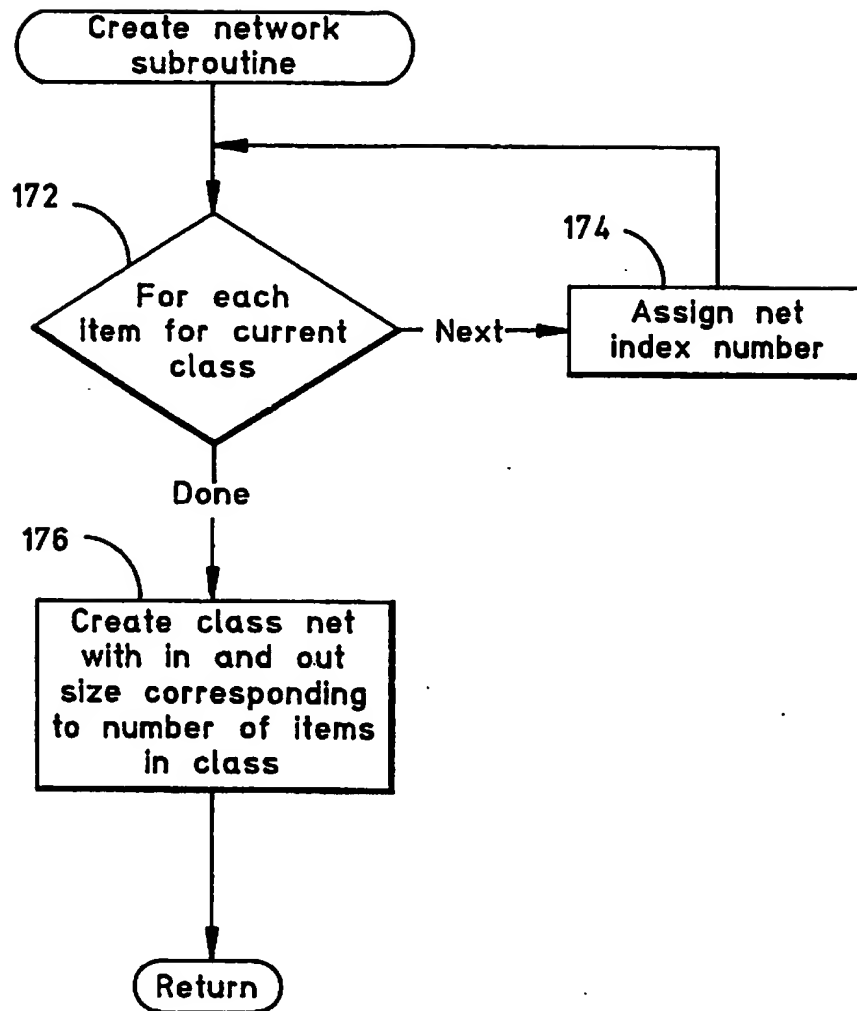 Create network
subroutine
172
For each
item for current
class
Next
174
Assign net
index number
Done
176
Create class net
with in and out
size corresponding
to number of items
in class
Return